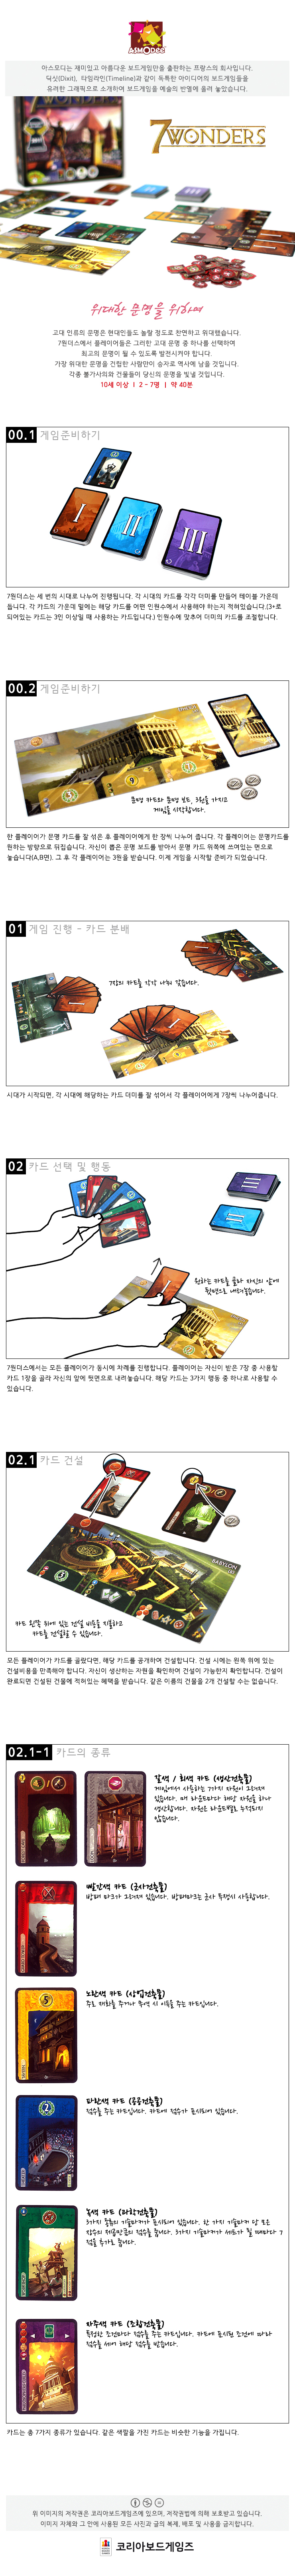 ASMODEE
아스모디는 재미있고 아름다운 보드게임만을 출판하는 프랑스의 회사입니다.
딕싯(Dixit), 타임라인(Timeline)과 같이 독특한 아이디어의 보드게임들을
유려한 그래픽으로 소개하여 보드게임을 예술의 반열에 올려 놓았습니다.
7WONDERS
위대한 문명을 위하여
고대 인류의 문명은 현대인들도 놀랄 정도로 찬연하고 위대했습니다.
7원더스에서 플레이어들은 그러한 고대 문명 중 하나를 선택하여
최고의 문명이 될 수 있도록 발전시켜야 합니다.
가장 위대한 문명을 건립한 사람만이 승자로 역사에 남을 것입니다.
각종 불가사의와 건물들이 당신의 문명을 빛낼 것입니다.
10세 이상 I 2 - 7명 I 약 40분
00.1 게임준비하기
I II III
7원더스는 세 번의 시대로 나누어 진행됩니다. 각 시대의 카드를 각각 더미를 만들어 테이블 가운데
둡니다. 각 카드의 가운데 밑에는 해당 카드를 어떤 인원수에서 사용해야 하는지 적혀있습니다.(3+로
되어있는 카드는 3인 이상일 때 사용하는 카드입니다.) 인원수에 맞추어 더미의 카드를 조절합니다.
00.2 게임준비하기
문명 카드와 문명 보드, 3원을 가지고
게임을 시작합니다.
한 플레이어가 문명 카드를 잘 섞은 후 플레이어에게 한 장씩 나누어 줍니다. 각 플레이어는 문명카드를
원하는 방향으로 뒤집습니다. 자신이 뽑은 문명 보드를 받아서 문명 카드 위쪽에 쓰여있는 면으로
놓습니다(A,B면). 그 후 각 플레이어는 3원을 받습니다. 이제 게임을 시작할 준비가 되었습니다.
01 게임 진행 - 카드 분배
7장의 카드를 각각 나눠 갖습니다.
시대가 시작되면, 각 시대에 해당하는 카드 더미를 잘 섞어서 각 플레이어에게 7장씩 나누어줍니다.
02 카드 선택 및 행동
원하는 카드를 골라 자신의 앞에
뒷면으로 내려놓습니다.
7원더스에서는 모든 플레이어가 동시에 차례를 진행합니다. 플레이어는 자신이 받은 7장 중 사용할
카드 1장을 골라 자신의 앞에 뒷면으로 내려놓습니다. 해당 카드는 3가지 행동 중 하나로 사용할 수
있습니다.
02.1 카드 건설
BABYLON
카드 왼쪽 위에 있는 건설 비용을 지불하고
카드를 건설할 수 있습니다.
모든 플레이어가 카드를 골랐다면, 해당 카드를 공개하여 건설합니다. 건설 시에는 왼쪽 위에 있는
건설비용을 만족해야 합니다. 자신이 생산하는 자원을 확인하여 건설이 가능한지 확인합니다. 건설이
완료되면 건설된 건물에 적혀있는 혜택을 받습니다. 같은 이름의 건물을 2개 건설할 수는 없습니다.
02.1-1 카드의 종류
갈색 / 회색 카드 (생산건축물)
게임에서 사용하는 7가지 자원이 그려져
있습니다. 매 라운드마다 해당 자원을 하나
생산합니다. 자원은 라운드별로 누적되지
않습니다.
빨간색 카드 (군사건축물)
방패 마크가 그려져 있습니다. 방패마크는 군사 투쟁시 사용합니다.
노란색 카드 (상업건축물)
주로 재화를 주거나 무역 시 이득을 주는 카드입니다.
파란색 카드 (공공건축물)
점수를 주는 카드입니다. 카드에 점수가 표시되어 있습니다.
녹색 카드 (과학건축물)
3가지 종류의 기술마커가 표시되어 있습니다. 한 가지 기술마커 당 모은
장수의 제곱만큼의 점수를 줍니다. 3가지 기술마커가 세트가 될 때마다 7
점을 추가로 줍니다.
자주색 카드 (조합건축물)
특정한 조건마다 점수를 주는 카드입니다. 카드에 표시된 조건에 따라
점수를 세어 해당 점수를 받습니다.
카드는 총 7가지 종류가 있습니다. 같은 색깔을 가진 카드는 비슷한 기능을 가집니다.
위 이미지의 저작권은 코리아보드게임즈에 있으며, 저작권법에 의해 보호받고 있습니다.
이미지 자체와 그 안에 사용된 모든 사진과 글의 복제, 배포 및 사용을 금지합니다.
코리아보드게임즈